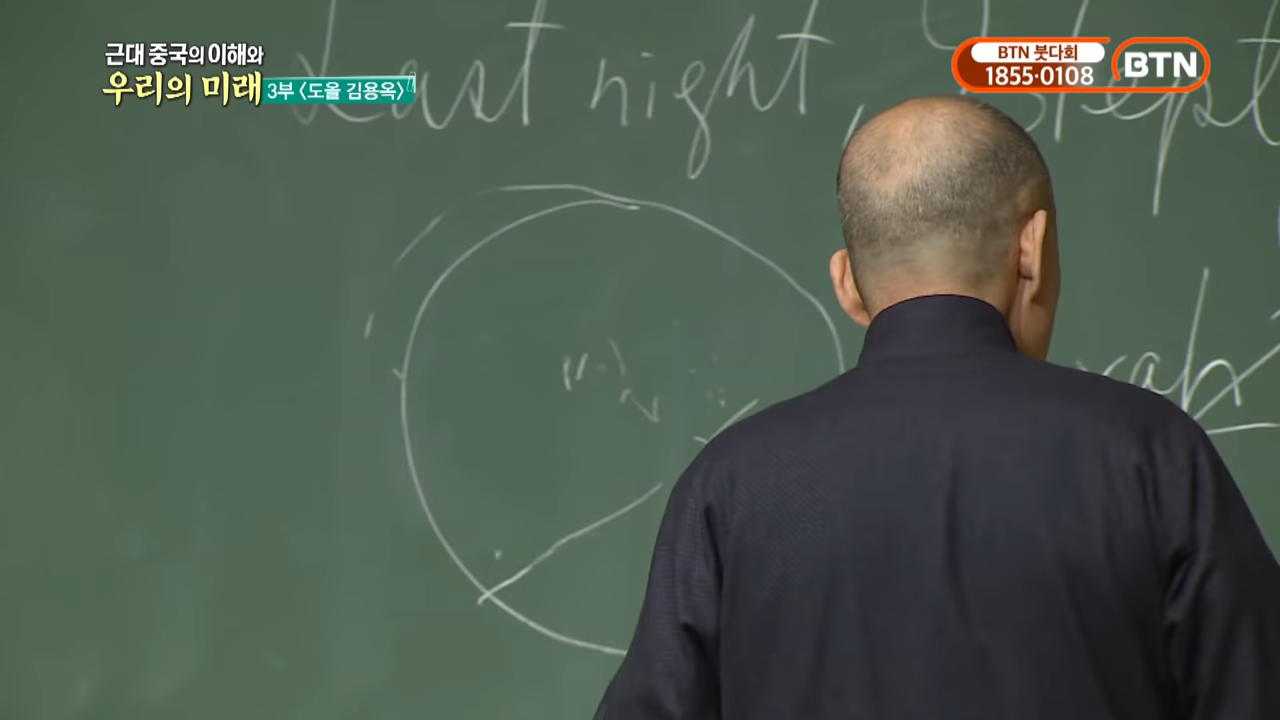 근대 중국의 이해와
우리의 미래 3부 <도올 김용옥>
BTN 붓다회
1855·0108
BTN
Last night, I slept